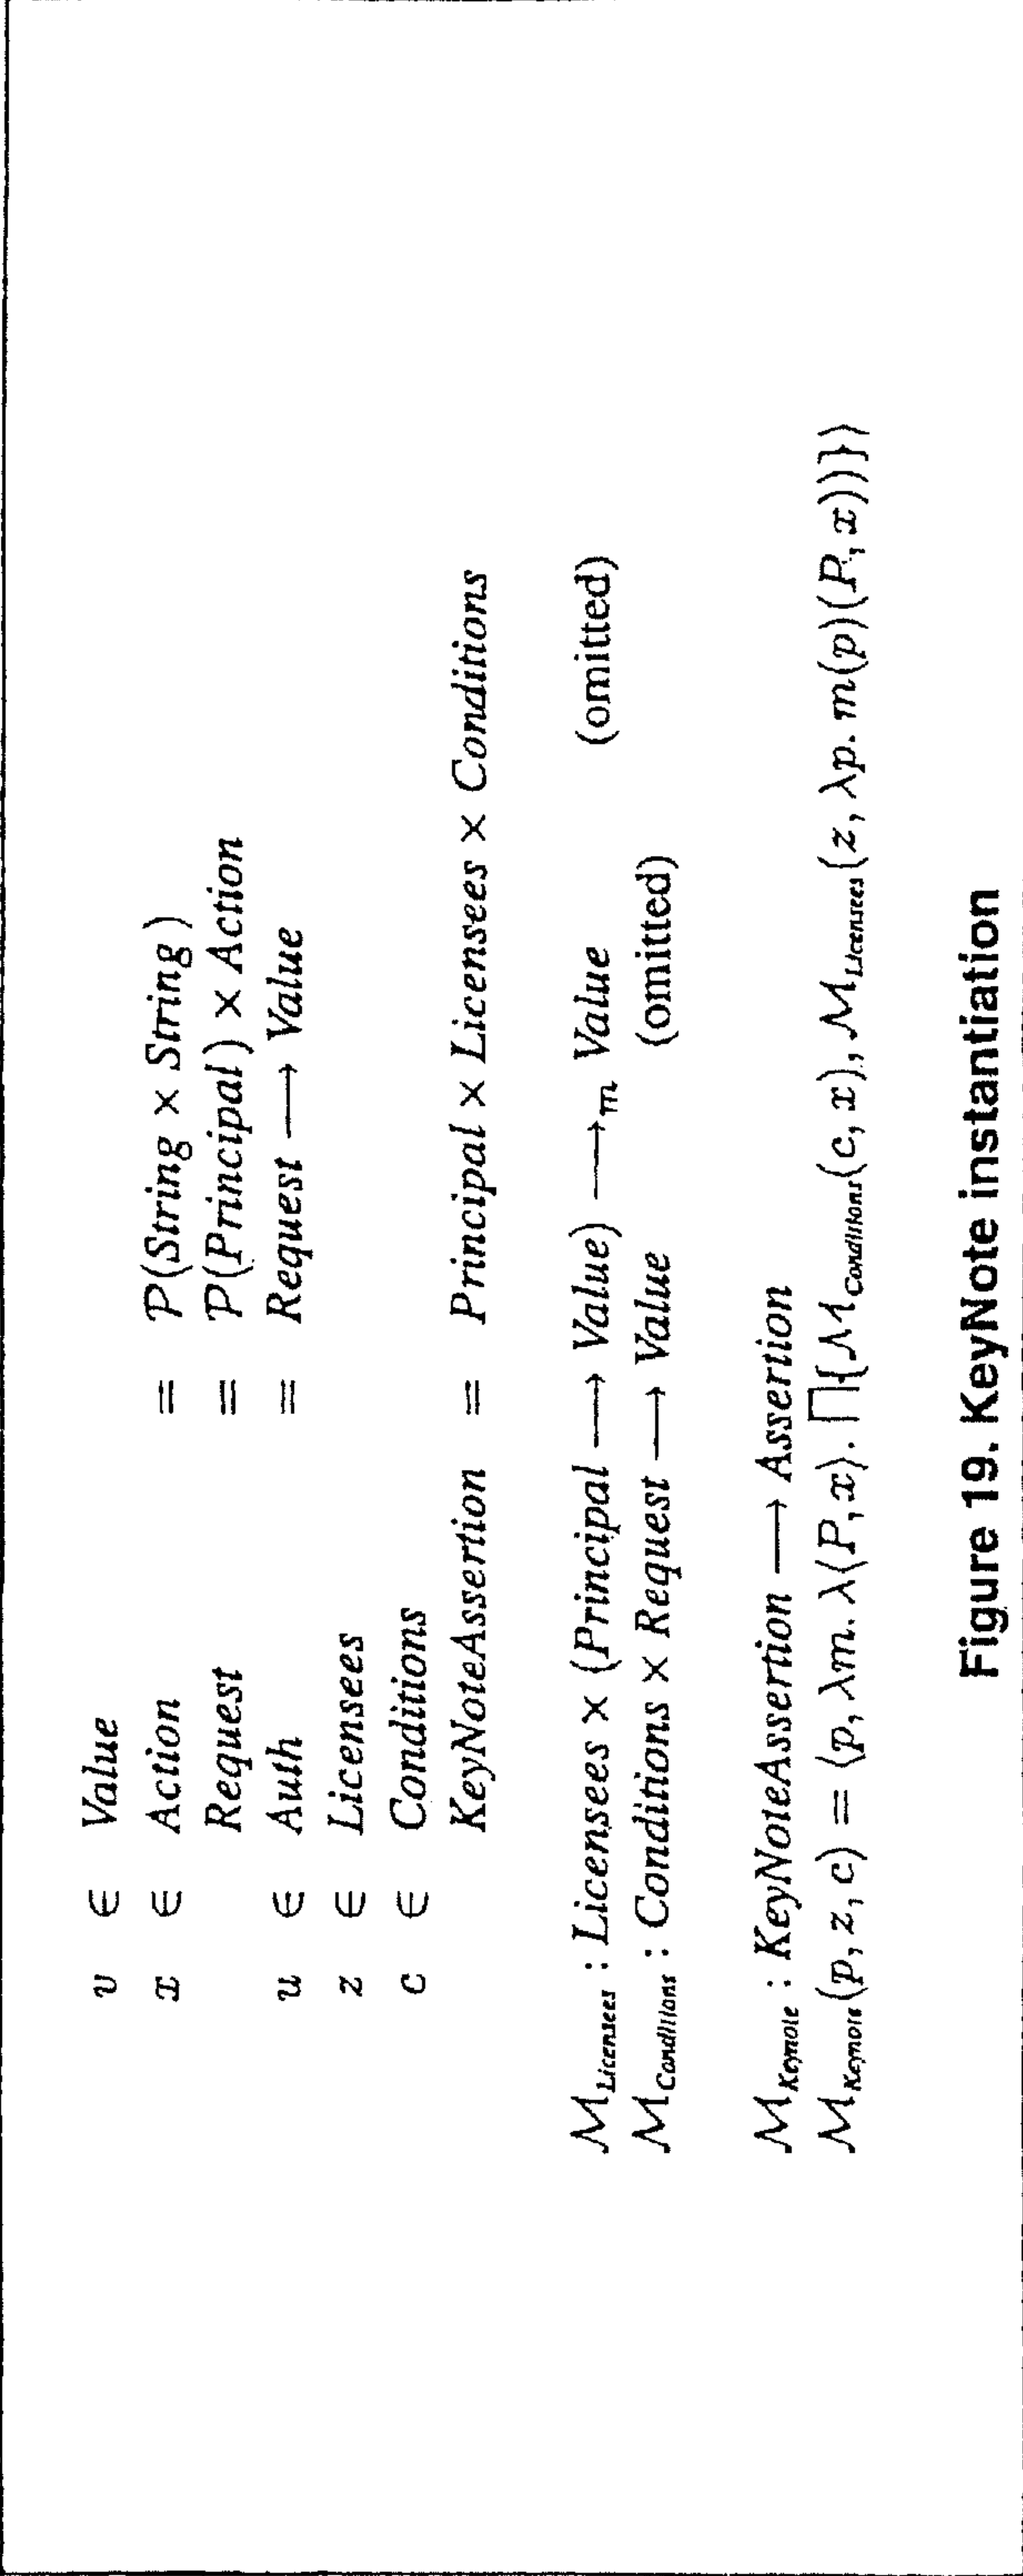 v ∈ Value
x ∈ Action = P(String × String)
Request = P(Principal) × Action
u ∈ Auth = Request ⟶ Value
z ∈ Licensees
c ∈ Conditions
KeyNoteAssertion = Principal × Licensees × Conditions
M_Licensees : Licensees × (Principal ⟶ Value) ⟶_m Value (omitted)
M_Conditions : Conditions × Request ⟶ Value (omitted)
M_Keynote : KeyNoteAssertion ⟶ Assertion
M_Keynote(p, z, c) = ⟨p, λm. λ(P, x). ⨅{M_Conditions(c, x), M_Licensees(z, λp. m(p)(P, x))}⟩
Figure 19. KeyNote instantiation